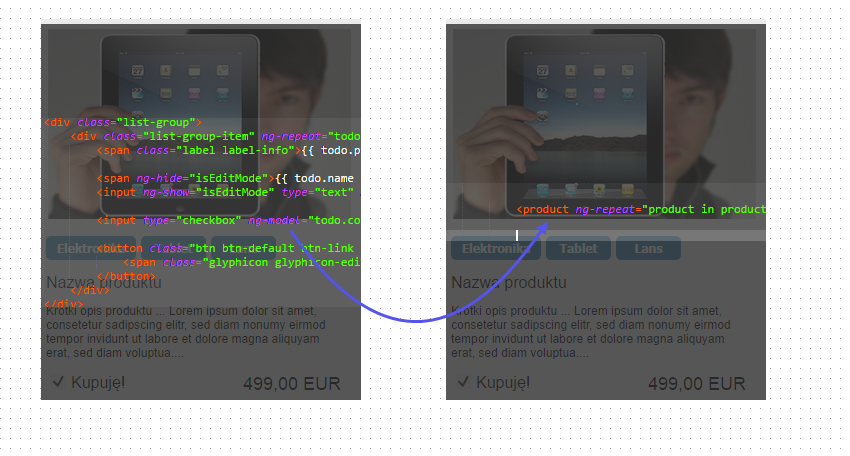 <div class="list-group">
<div class="list-group-item" ng-repeat="todo
<span class="label label-info">{{ todo.p
<span ng-hide="isEditMode">{{ todo.name
<input ng-show="isEditMode" type="text"
<input type="checkbox" ng-model="todo.co
<button class="btn btn-default btn-link
<span class="glyphicon glyphicon-edi
</button>
</div>
</div>
Elektronika
Nazwa produktu
Krótki opis produktu ... Lorem ipsum dolor sit amet,
consetetur sadipscing elitr, sed diam nonumy eirmod
tempor invidunt ut labore et dolore magna aliquyam
erat, sed diam voluptua....
Kupuję! 499,00 EUR
<product ng-repeat="product in product
Elektronika Tablet Lans
Nazwa produktu
Krótki opis produktu ... Lorem ipsum dolor sit amet,
consetetur sadipscing elitr, sed diam nonumy eirmod
tempor invidunt ut labore et dolore magna aliquyam
erat, sed diam voluptua....
Kupuję! 499,00 EUR